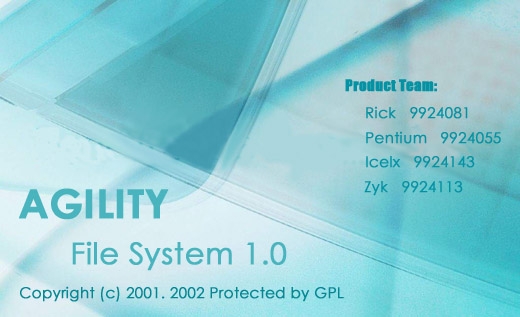 Product Team:
Rick 9924081
Pentium 9924055
Icelx 9924143
Zyk 9924113
AGILITY
File System 1.0
Copyright (c) 2001. 2002 Protected by GPL